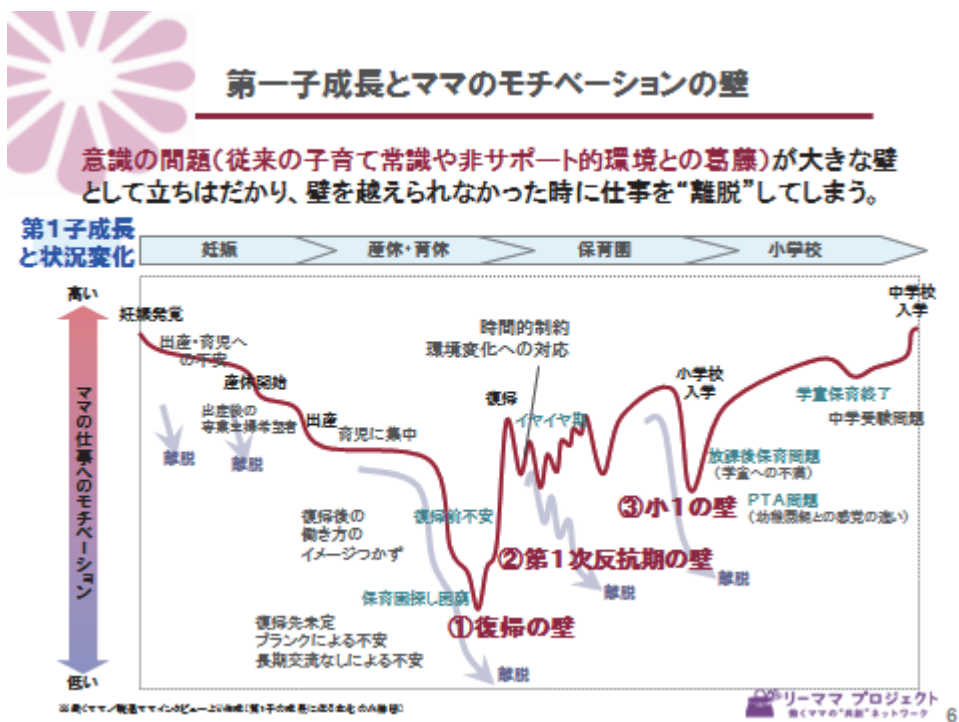 第一子成長とママのモチベーションの壁
意識の問題（従来の子育て常識や非サポート的環境との葛藤）が大きな壁
として立ちはだかり、壁を越えられなかった時に仕事を“離脱”してしまう。
第1子成長
と状況変化
妊娠
産休・育休
保育園
小学校
高い
ママの仕事へのモチベーション
低い
妊娠発覚
出産・育児へ
の不安
産休開始
出産後の
専業主婦希望者
離脱
離脱
出産
育児に集中
復帰後の
働き方の
イメージつかず
復帰前不安
保育園探し困窮
復帰先未定
ブランクによる不安
長期交流なしによる不安
①復帰の壁
離脱
時間的制約
環境変化への対応
復帰
イヤイヤ期
②第1次反抗期の壁
離脱
小学校
入学
③小1の壁
離脱
放課後保育問題
（学童への不満）
PTA問題
（幼稚園組との感覚の違い）
学童保育終了
中学受験問題
中学校
入学
リーママ プロジェクト
働くママの“共創”ネットワーク
6